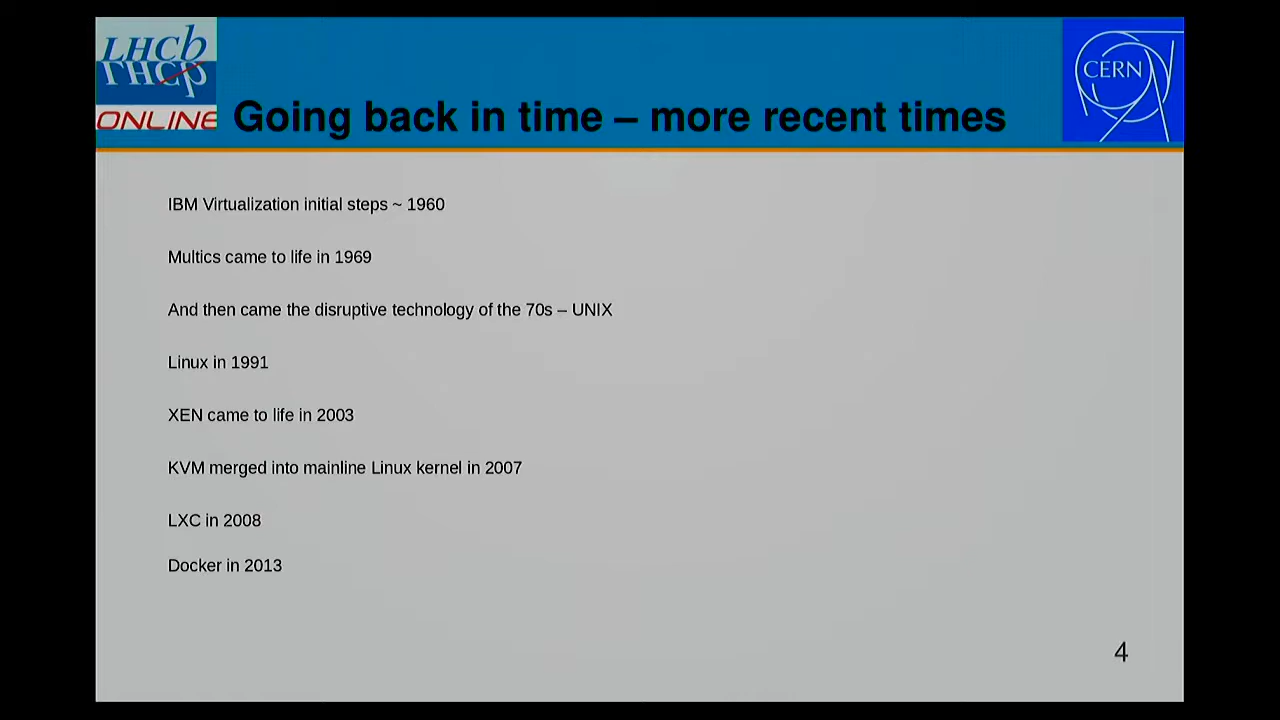 LHCb
ONLINE
CERN
Going back in time – more recent times
IBM Virtualization initial steps ~ 1960
Multics came to life in 1969
And then came the disruptive technology of the 70s – UNIX
Linux in 1991
XEN came to life in 2003
KVM merged into mainline Linux kernel in 2007
LXC in 2008
Docker in 2013
4